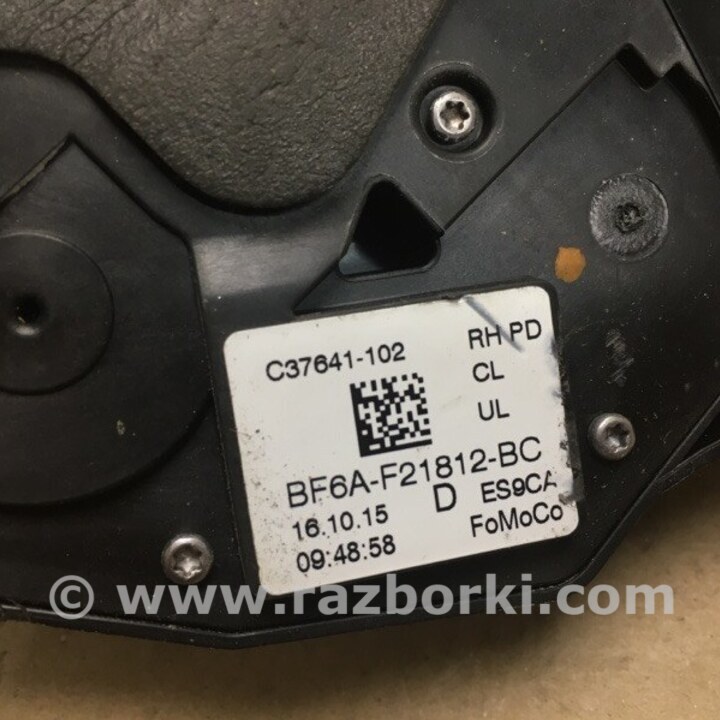 C37641-102
RH PD
CL
UL
BF6A-F21812-BC
16.10.15
D
ES9CA
09:48:58
FoMoCo
© www.razborki.com